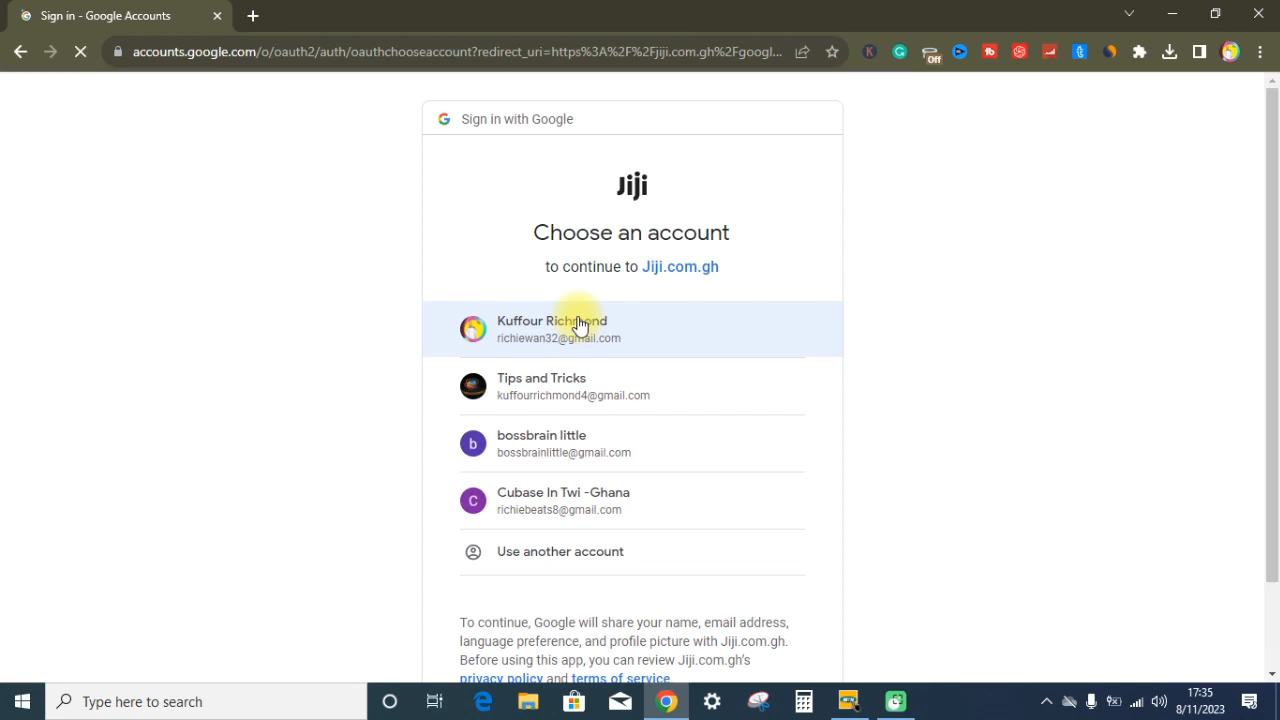 Sign in - Google Accounts
accounts.google.com/o/oauth2/auth/oauthchooseaccount?redirect_uri=https%3A%2F%2Fjiji.com.gh%2Fgoogl...
Off
Sign in with Google
Jiji
Choose an account
to continue to Jiji.com.gh
Kuffour Richmond
richiewan32@gmail.com
Tips and Tricks
kuffourrichmond4@gmail.com
b
bossbrain little
bossbrainlittle@gmail.com
C
Cubase In Twi -Ghana
richiebeats8@gmail.com
Use another account
To continue, Google will share your name, email address,
language preference, and profile picture with Jiji.com.gh.
Before using this app, you can review Jiji.com.gh's
privacy policy and terms of service.
Type here to search
17:35
8/11/2023